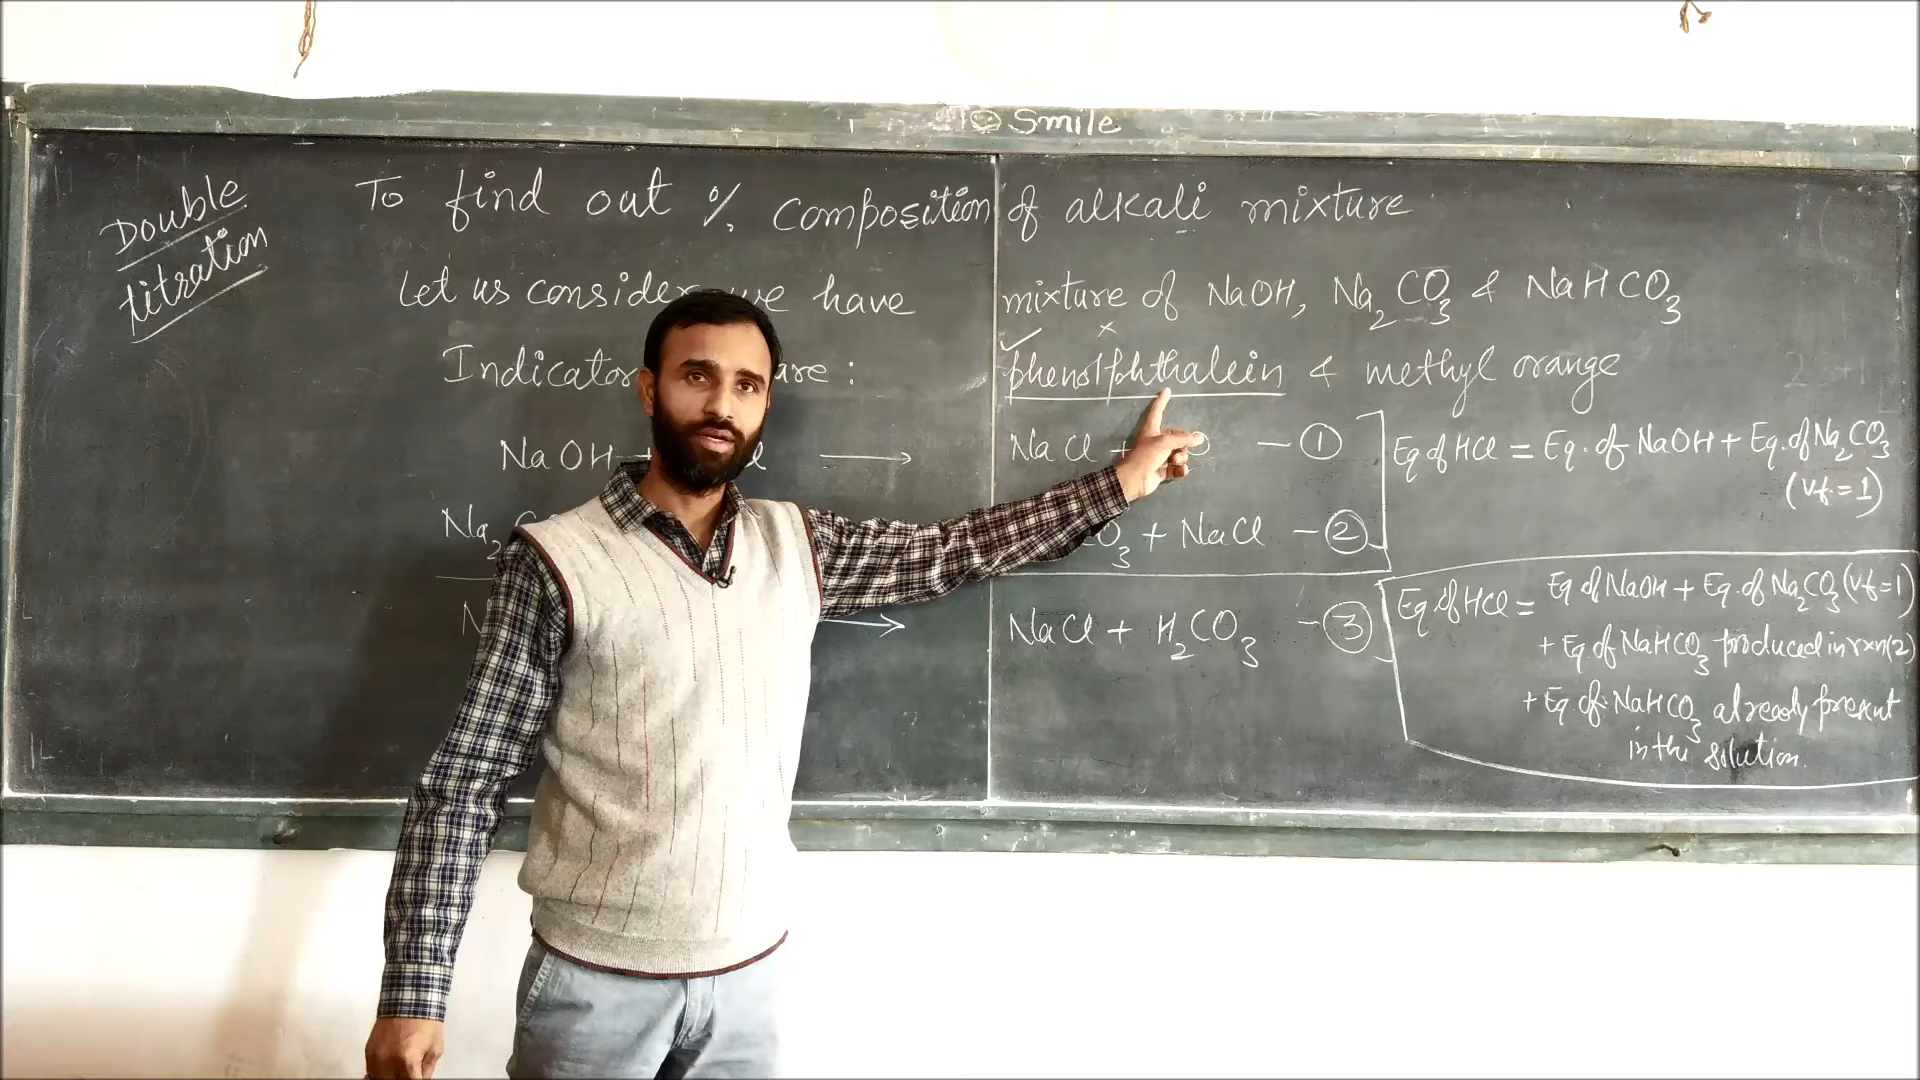 ☺ Smile
Double
titration
To find out % composition of alkali mixture
Let us consider we have mixture of NaOH, Na2CO3 & NaHCO3
Indicator are : phenolphthalein & methyl orange
NaOH + → NaCl + — ①
Na2 + NaCl — ②
→ NaCl + H2CO3 — ③
Eq of HCl = Eq. of NaOH + Eq. of Na2CO3
(v.f. = 1)
Eq. of HCl = Eq of NaOH + Eq. of Na2CO3 (v.f = 1)
+ Eq. of NaHCO3 produced in rxn (2)
+ Eq. of NaHCO3 already present
in the solution.